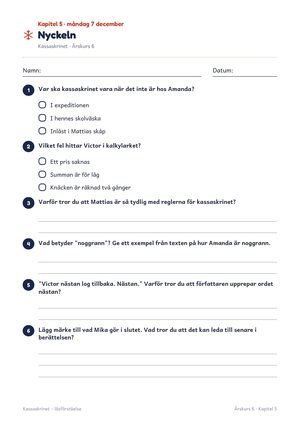 Kapitel 5 · måndag 7 december
Nyckeln
Kassaskrinet · Årskurs 6
Namn:
Datum:
1 Var ska kassaskrinet vara när det inte är hos Amanda?
I expeditionen
I hennes skolväska
Inlåst i Mattias skåp
2 Vilket fel hittar Victor i kalkylarket?
Ett pris saknas
Summan är för låg
Knäcken är räknad två gånger
3 Varför tror du att Mattias är så tydlig med reglerna för kassaskrinet?
4 Vad betyder "noggrann"? Ge ett exempel från texten på hur Amanda är noggrann.
5 "Victor nästan log tillbaka. Nästan." Varför tror du att författaren upprepar ordet
nästan?
6 Lägg märke till vad Mika gör i slutet. Vad tror du att det kan leda till senare i
berättelsen?
Kassaskrinet – läsförståelse
Årskurs 6 · Kapitel 5